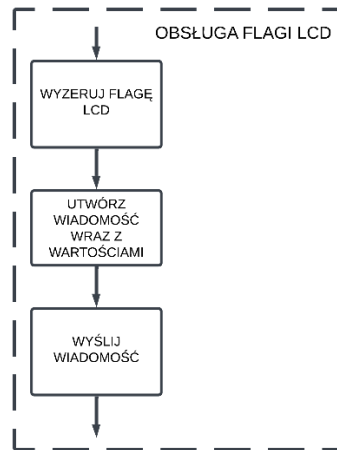 OBSŁUGA FLAGI LCD
WYZERUJ FLAGĘ
LCD
UTWÓRZ
WIADOMOŚĆ
WRAZ Z
WARTOŚCIAMI
WYŚLIJ
WIADOMOŚĆ